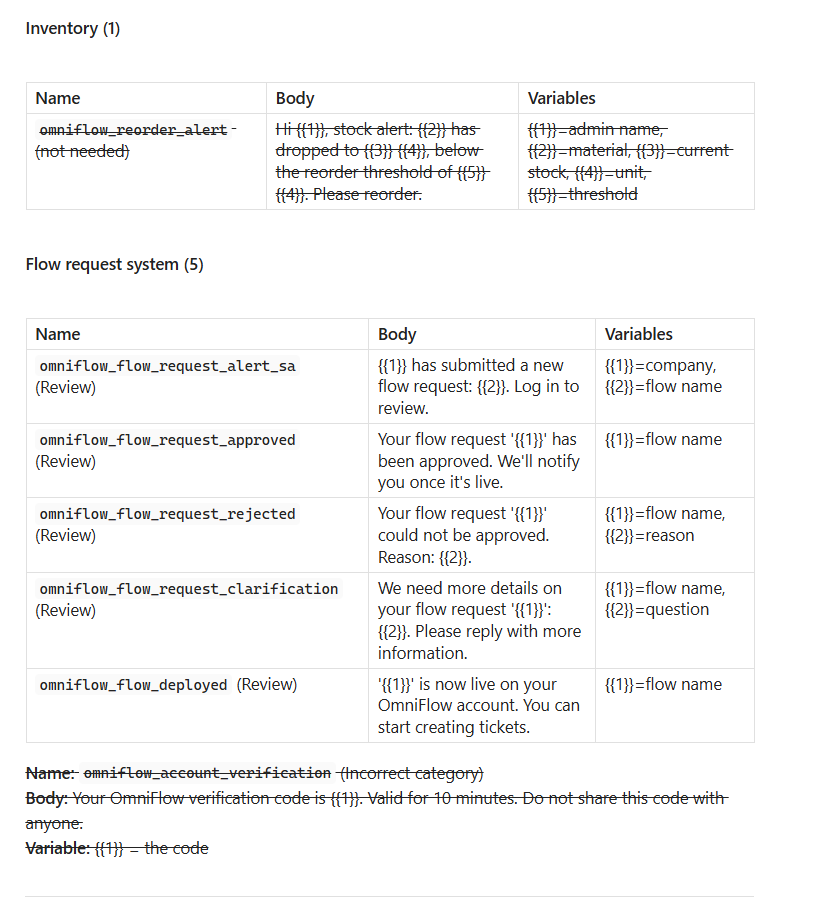 Inventory (1)
Name Body Variables
omniflow_reorder_alert - Hi {{1}}, stock alert: {{2}} has {{1}}=admin name,
(not needed) dropped to {{3}} {{4}}, below {{2}}=material, {{3}}=current
the reorder threshold of {{5}} stock, {{4}}=unit,
{{4}}. Please reorder. {{5}}=threshold
Flow request system (5)
Name Body Variables
omniflow_flow_request_alert_sa {{1}} has submitted a new {{1}}=company,
(Review) flow request: {{2}}. Log in to {{2}}=flow name
review.
omniflow_flow_request_approved Your flow request '{{1}}' has {{1}}=flow name
(Review) been approved. We'll notify
you once it's live.
omniflow_flow_request_rejected Your flow request '{{1}}' {{1}}=flow name,
(Review) could not be approved. {{2}}=reason
Reason: {{2}}.
omniflow_flow_request_clarification We need more details on {{1}}=flow name,
(Review) your flow request '{{1}}': {{2}}=question
{{2}}. Please reply with more
information.
omniflow_flow_deployed (Review) '{{1}}' is now live on your {{1}}=flow name
OmniFlow account. You can
start creating tickets.
Name: omniflow_account_verification (Incorrect category)
Body: Your OmniFlow verification code is {{1}}. Valid for 10 minutes. Do not share this code with
anyone.
Variable: {{1}} = the code